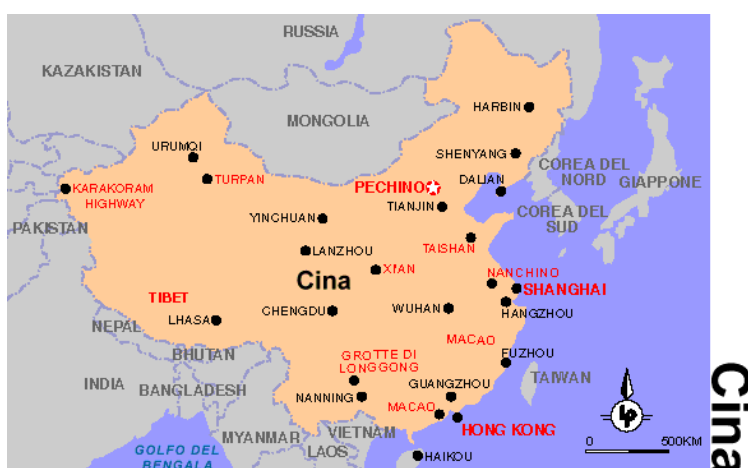 RUSSIA
KAZAKISTAN
MONGOLIA
HARBIN
URUMQI
SHENYANG
TURPAN
COREA DEL
NORD
GIAPPONE
DALIAN
PECHINO
KARAKORAM
HIGHWAY
TIANJIN
YINCHUAN
COREA DEL
SUD
PAKISTAN
TAISHAN
LANZHOU
XIAN
Cina
NANCHINO
SHANGHAI
TIBET
HANGZHOU
CHENGDU
WUHAN
LHASA
NEPAL
MACAO
BHUTAN
FUZHOU
GROTTE DI
LONGGONG
TAIWAN
INDIA
BANGLADESH
GUANGZHOU
NANNING
MACAO
HONG KONG
VIETNAM
MYANMAR
LAOS
GOLFO DEL
BENGALA
HAIKOU
LP
0 500KM
Cina